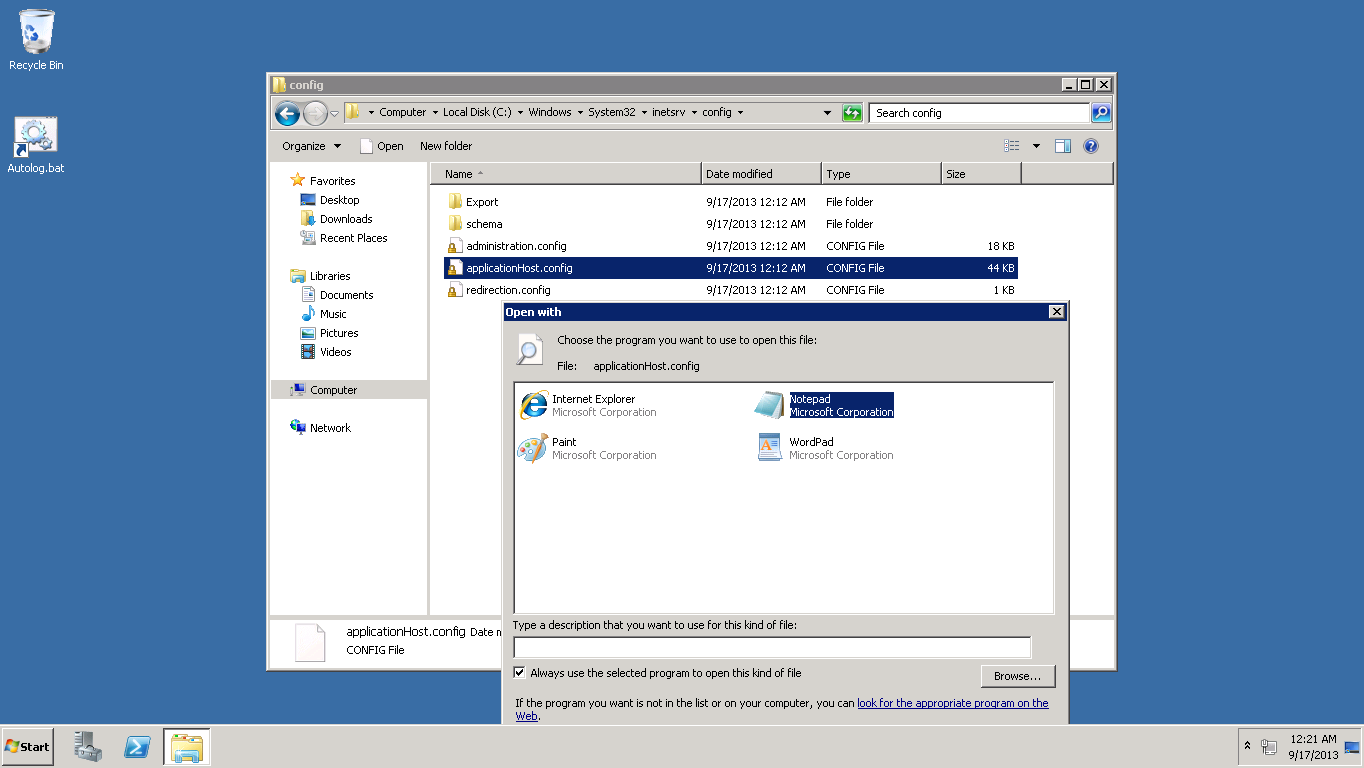 Recycle Bin
Autolog.bat
config
Computer Local Disk (C:) Windows System32 inetsrv config
Search config
Organize Open New folder
Favorites
Desktop
Downloads
Recent Places
Libraries
Documents
Music
Pictures
Videos
Computer
Network
Name Date modified Type Size
Export 9/17/2013 12:12 AM File folder
schema 9/17/2013 12:12 AM File folder
administration.config 9/17/2013 12:12 AM CONFIG File 18 KB
applicationHost.config 9/17/2013 12:12 AM CONFIG File 44 KB
redirection.config 9/17/2013 12:12 AM CONFIG File 1 KB
applicationHost.config Date m
CONFIG File
Open with
Choose the program you want to use to open this file:
File: applicationHost.config
Internet Explorer
Microsoft Corporation
Notepad
Microsoft Corporation
Paint
Microsoft Corporation
WordPad
Microsoft Corporation
Type a description that you want to use for this kind of file:
Always use the selected program to open this kind of file
Browse...
If the program you want is not in the list or on your computer, you can look for the appropriate program on the
Web.
Start
12:21 AM
9/17/2013